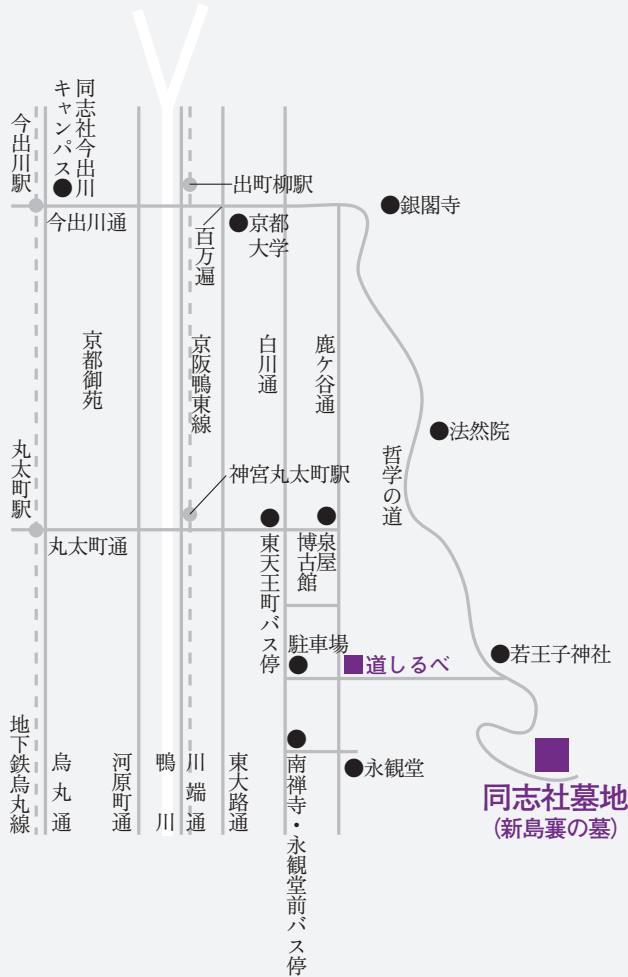 同志社今出川
キャンパス
今出川駅
出町柳駅
銀閣寺
今出川通
百万遍
京都
大学
京都御苑
京阪鴨東線
白川通
鹿ケ谷通
法然院
哲学の道
丸太町駅
神宮丸太町駅
丸太町通
東天王町バス停
泉屋
博古館
駐車場
道しるべ
若王子神社
地下鉄烏丸線
烏丸通
河原町通
鴨川
川端通
東大路通
南禅寺・永観堂前バス停
永観堂
同志社墓地
(新島襄の墓)